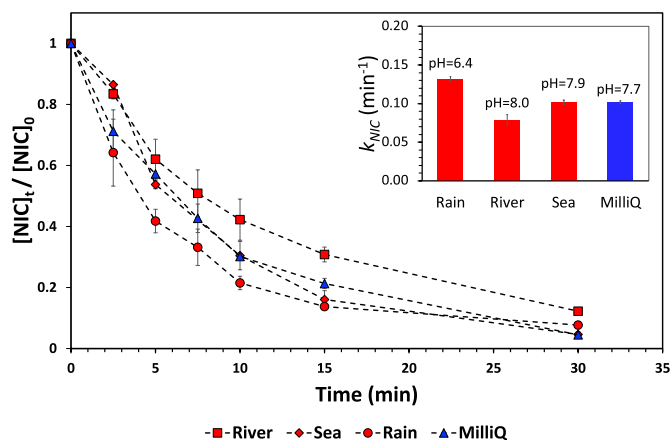 [NIC]t / [NIC]0
1
0.8
0.6
0.4
0.2
0
0 5 10 15 20 25 30 35
Time (min)
kNIC (min-1)
0.20
0.15
0.10
0.05
0.00
pH=6.4 pH=8.0 pH=7.9 pH=7.7
Rain River Sea MilliQ
River Sea Rain MilliQ